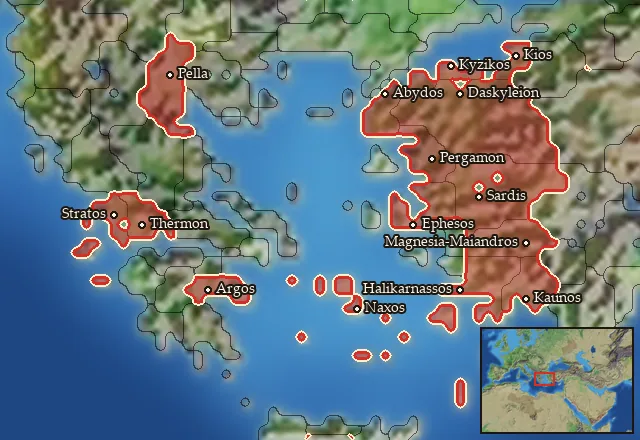 Kios
Kyzikos
Pella
Abydos
Daskyleion
Pergamon
Sardis
Stratos
Thermon
Ephesos
Magnesia-Maiandros
Argos
Halikarnassos
Kaunos
Naxos